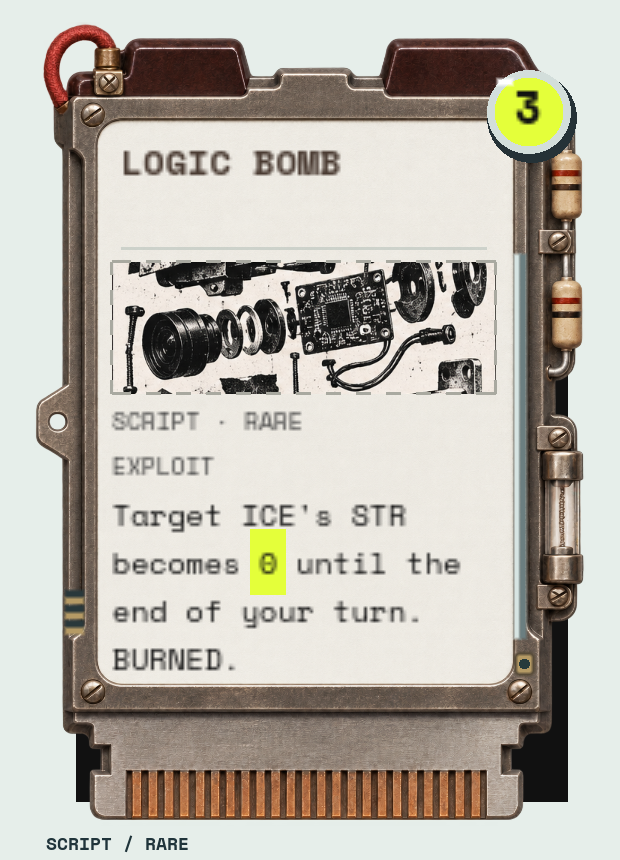 3
LOGIC BOMB
SCRIPT · RARE
EXPLOIT
Target ICE's STR
becomes 0 until the
end of your turn.
BURNED.
SCRIPT / RARE